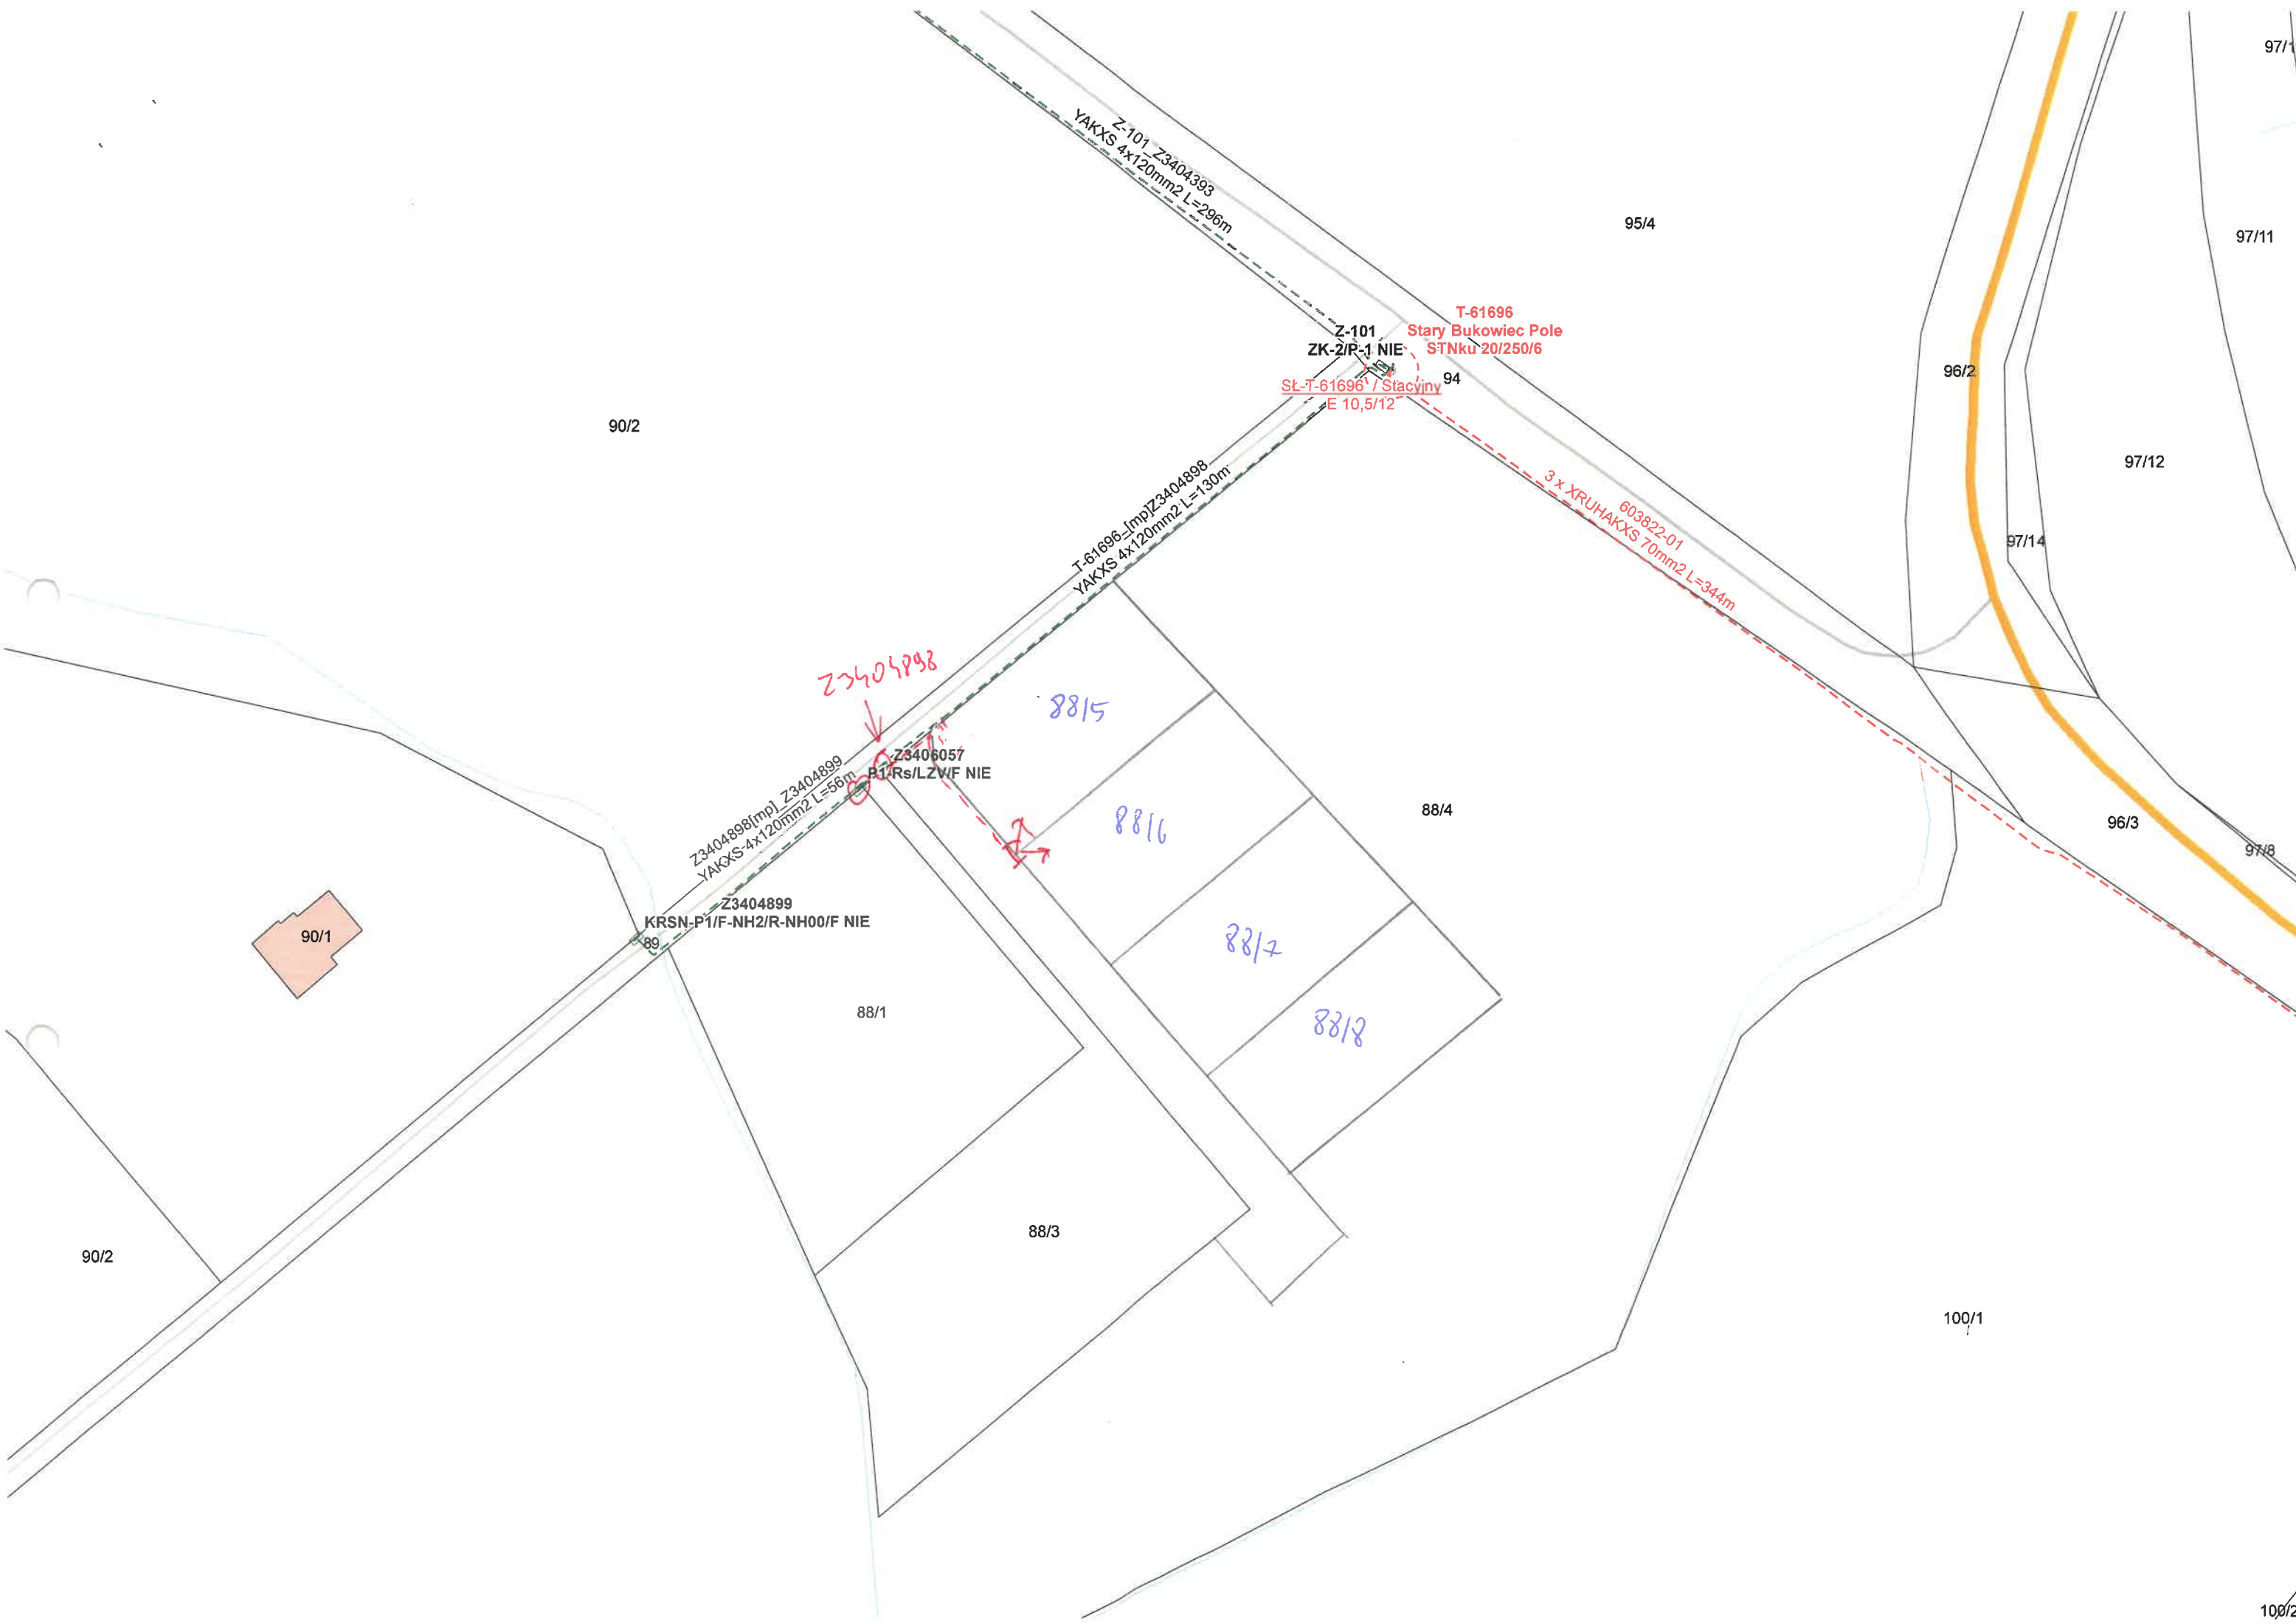 97/1
Z-101_Z3404393
YAKXS 4x120mm2 L=296m
95/4
97/11
T-61696
Stary Bukowiec Pole
STNku 20/250/6
Z-101
ZK-2/P-1 NIE
SŁ-T-61696 / Stacyjny
E 10,5/12
94
96/2
90/2
97/12
T-61696_[mp]Z3404898
YAKXS 4x120mm2 L=130m
603822-01
3 x XRUHAKXS 70mm2 L=344m
97/14
Z3404898
88/5
Z3406057
P1-Rs/LZV/F NIE
Z3404898[mp]_Z3404899
YAKXS 4x120mm2 L=56m
88/6
88/4
96/3
97/8
Z3404899
KRSN-P1/F-NH2/R-NH00/F NIE
89
90/1
88/7
88/1
88/8
88/3
90/2
100/1
100/2